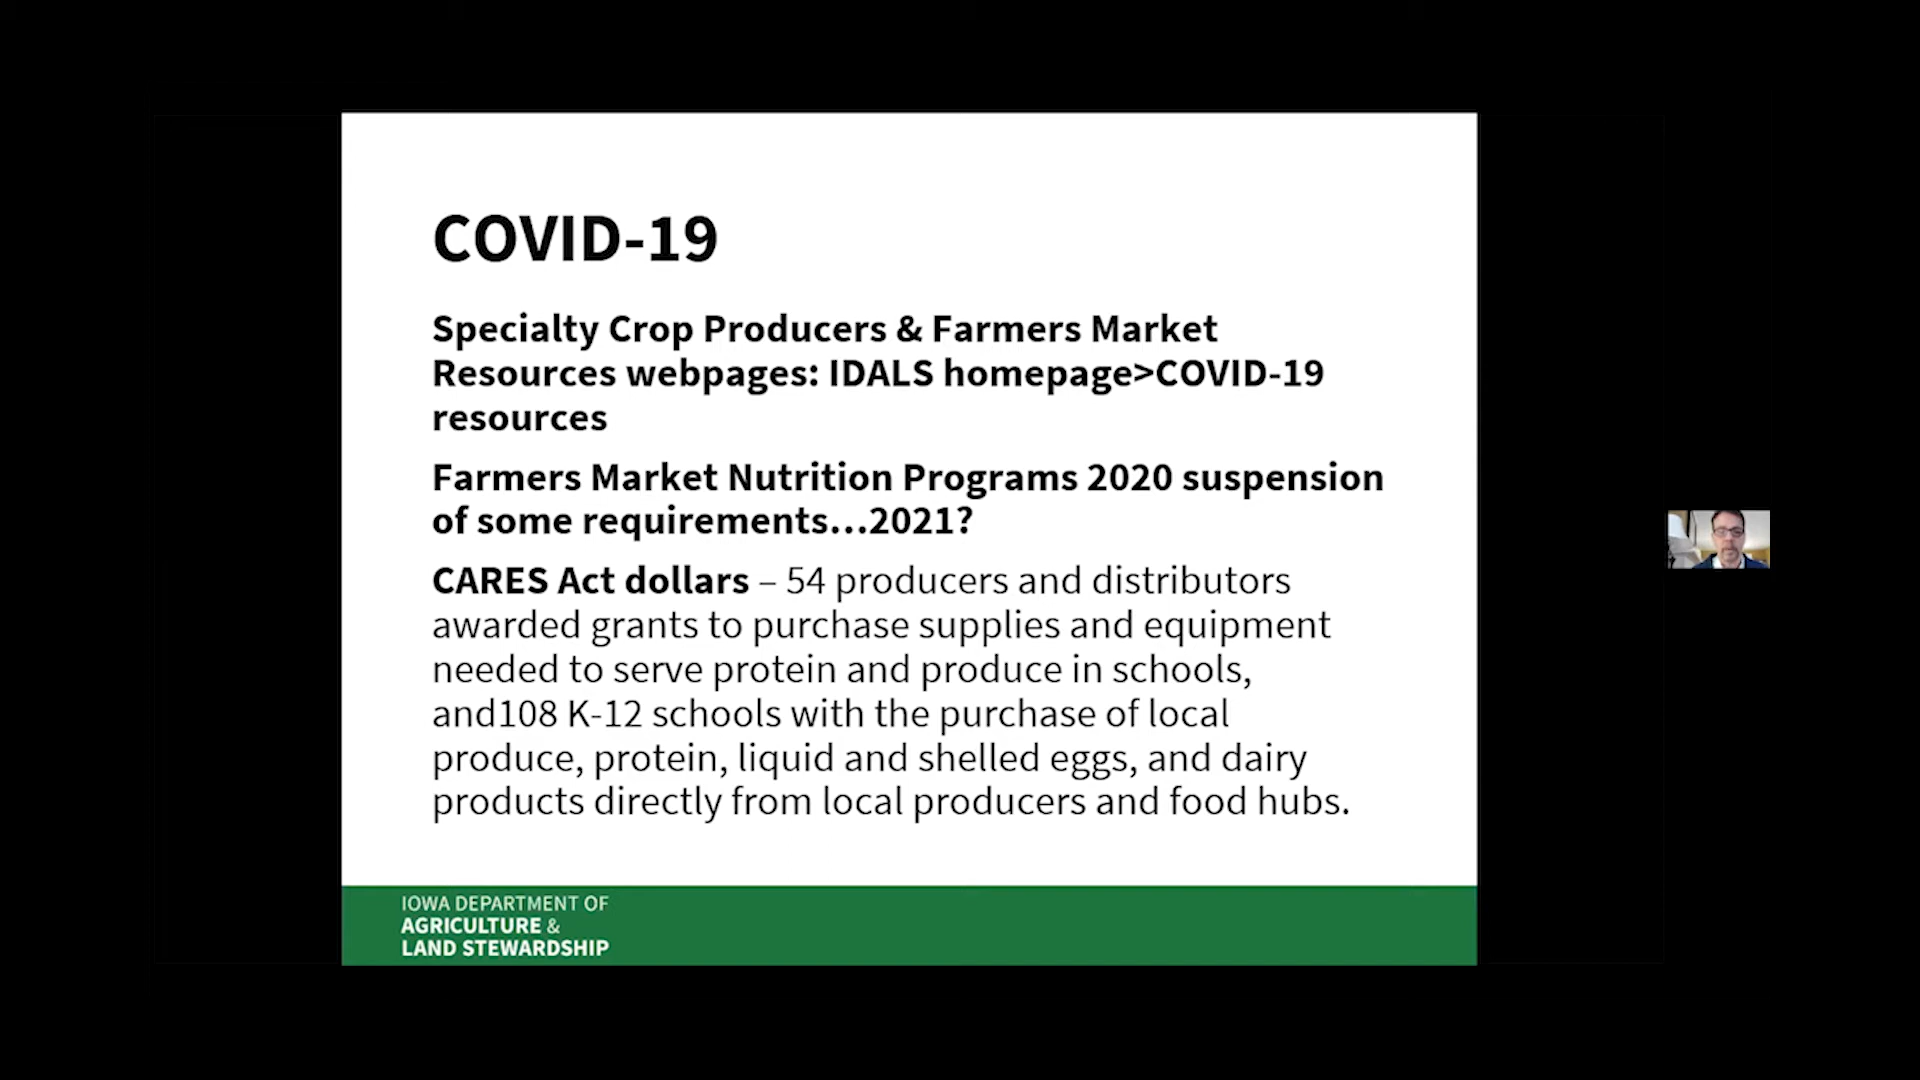 COVID-19
Specialty Crop Producers & Farmers Market
Resources webpages: IDALS homepage>COVID-19
resources
Farmers Market Nutrition Programs 2020 suspension
of some requirements...2021?
CARES Act dollars – 54 producers and distributors
awarded grants to purchase supplies and equipment
needed to serve protein and produce in schools,
and108 K-12 schools with the purchase of local
produce, protein, liquid and shelled eggs, and dairy
products directly from local producers and food hubs.
IOWA DEPARTMENT OF
AGRICULTURE &
LAND STEWARDSHIP